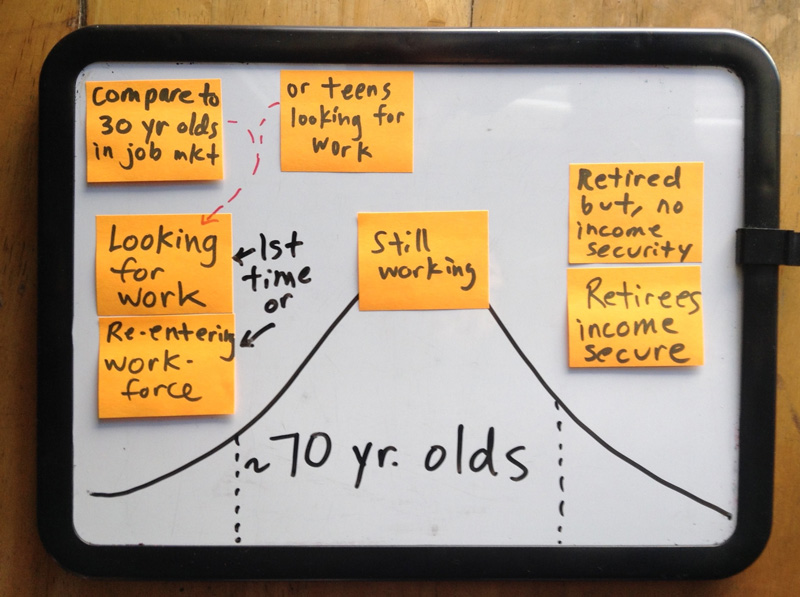 Compare to
30 yr olds
in job mkt
or teens
looking for
work
Looking
for
work
1st
time
or
Re-entering
work-
force
Still
working
Retired
but, no
income
security
Retirees
income
secure
~70 yr. olds